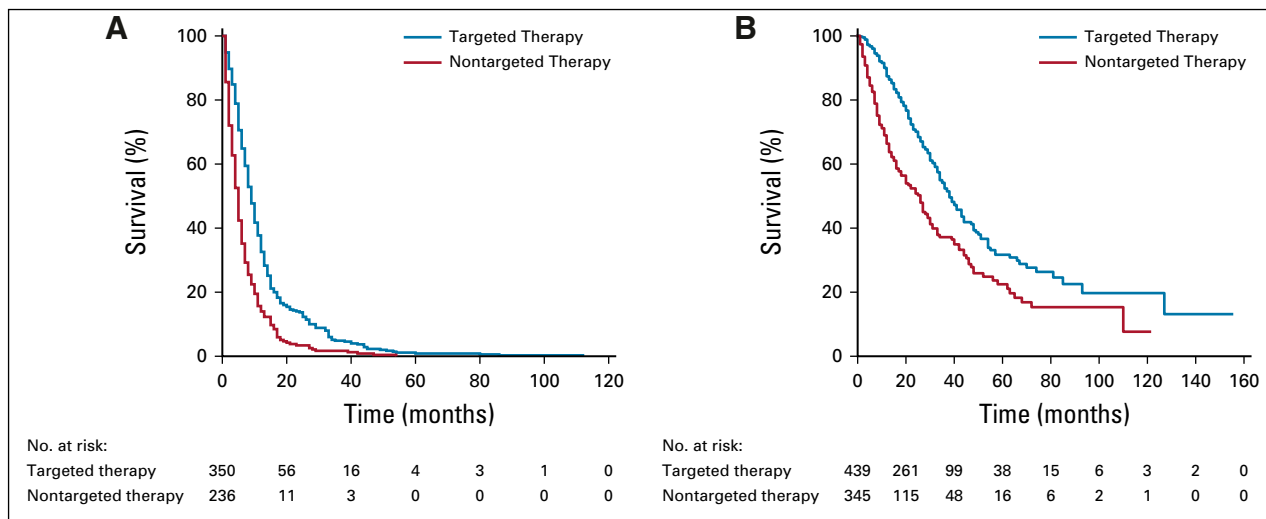 A
Targeted Therapy
Nontargeted Therapy
Survival (%)
100
80
60
40
20
0
0 20 40 60 80 100 120
Time (months)
No. at risk:
Targeted therapy 350 56 16 4 3 1 0
Nontargeted therapy 236 11 3 0 0 0 0
B
Targeted Therapy
Nontargeted Therapy
Survival (%)
100
80
60
40
20
0
0 20 40 60 80 100 120 140 160
Time (months)
No. at risk:
Targeted therapy 439 261 99 38 15 6 3 2 0
Nontargeted therapy 345 115 48 16 6 2 1 0 0